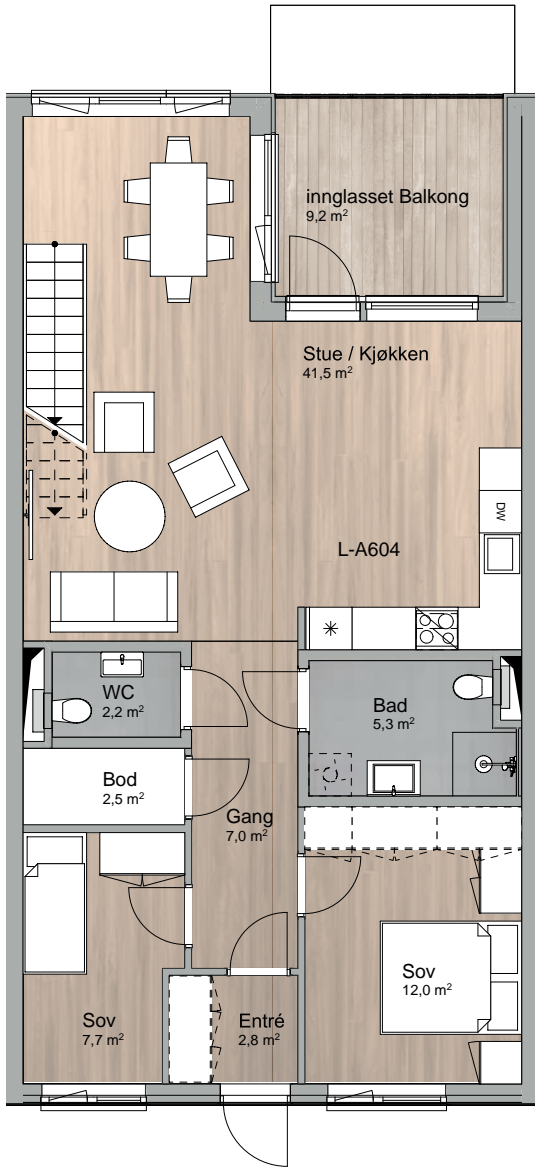 innglasset Balkong
9,2 m²
Stue / Kjøkken
41,5 m²
DW
L-A604
WC
2,2 m²
Bad
5,3 m²
Bod
2,5 m²
Gang
7,0 m²
Sov
12,0 m²
Sov
7,7 m²
Entré
2,8 m²